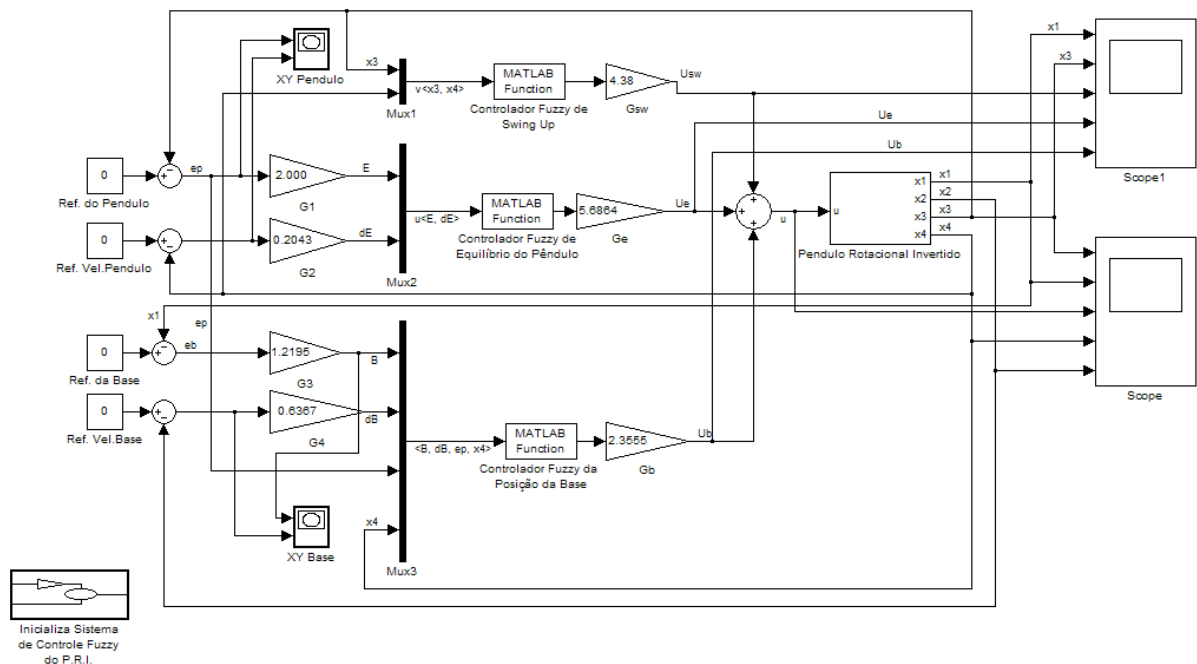 x1
x3
XY Pendulo
x3
Mux1
v<x3, x4>
MATLAB
Function
Controlador Fuzzy de
Swing Up
4.38
Gsw
Usw
Ue
Ub
Scope1
0
Ref. do Pendulo
ep
2.000
G1
E
0
Ref. Vel.Pendulo
0.2043
G2
dE
Mux2
u<E, dE>
MATLAB
Function
Controlador Fuzzy de
Equilíbrio do Pêndulo
5.6864
Ge
Ue
u
u
x1
x2
x3
x4
x1
x2
x3
x4
Pendulo Rotacional Invertido
x1
ep
0
Ref. da Base
eb
1.2195
G3
B
0
Ref. Vel.Base
0.6367
G4
dB
<B, dB, ep, x4>
MATLAB
Function
Controlador Fuzzy da
Posição da Base
2.3555
Gb
Ub
Scope
x4
XY Base
Mux3
Inicializa Sistema
de Controle Fuzzy
do P.R.I.